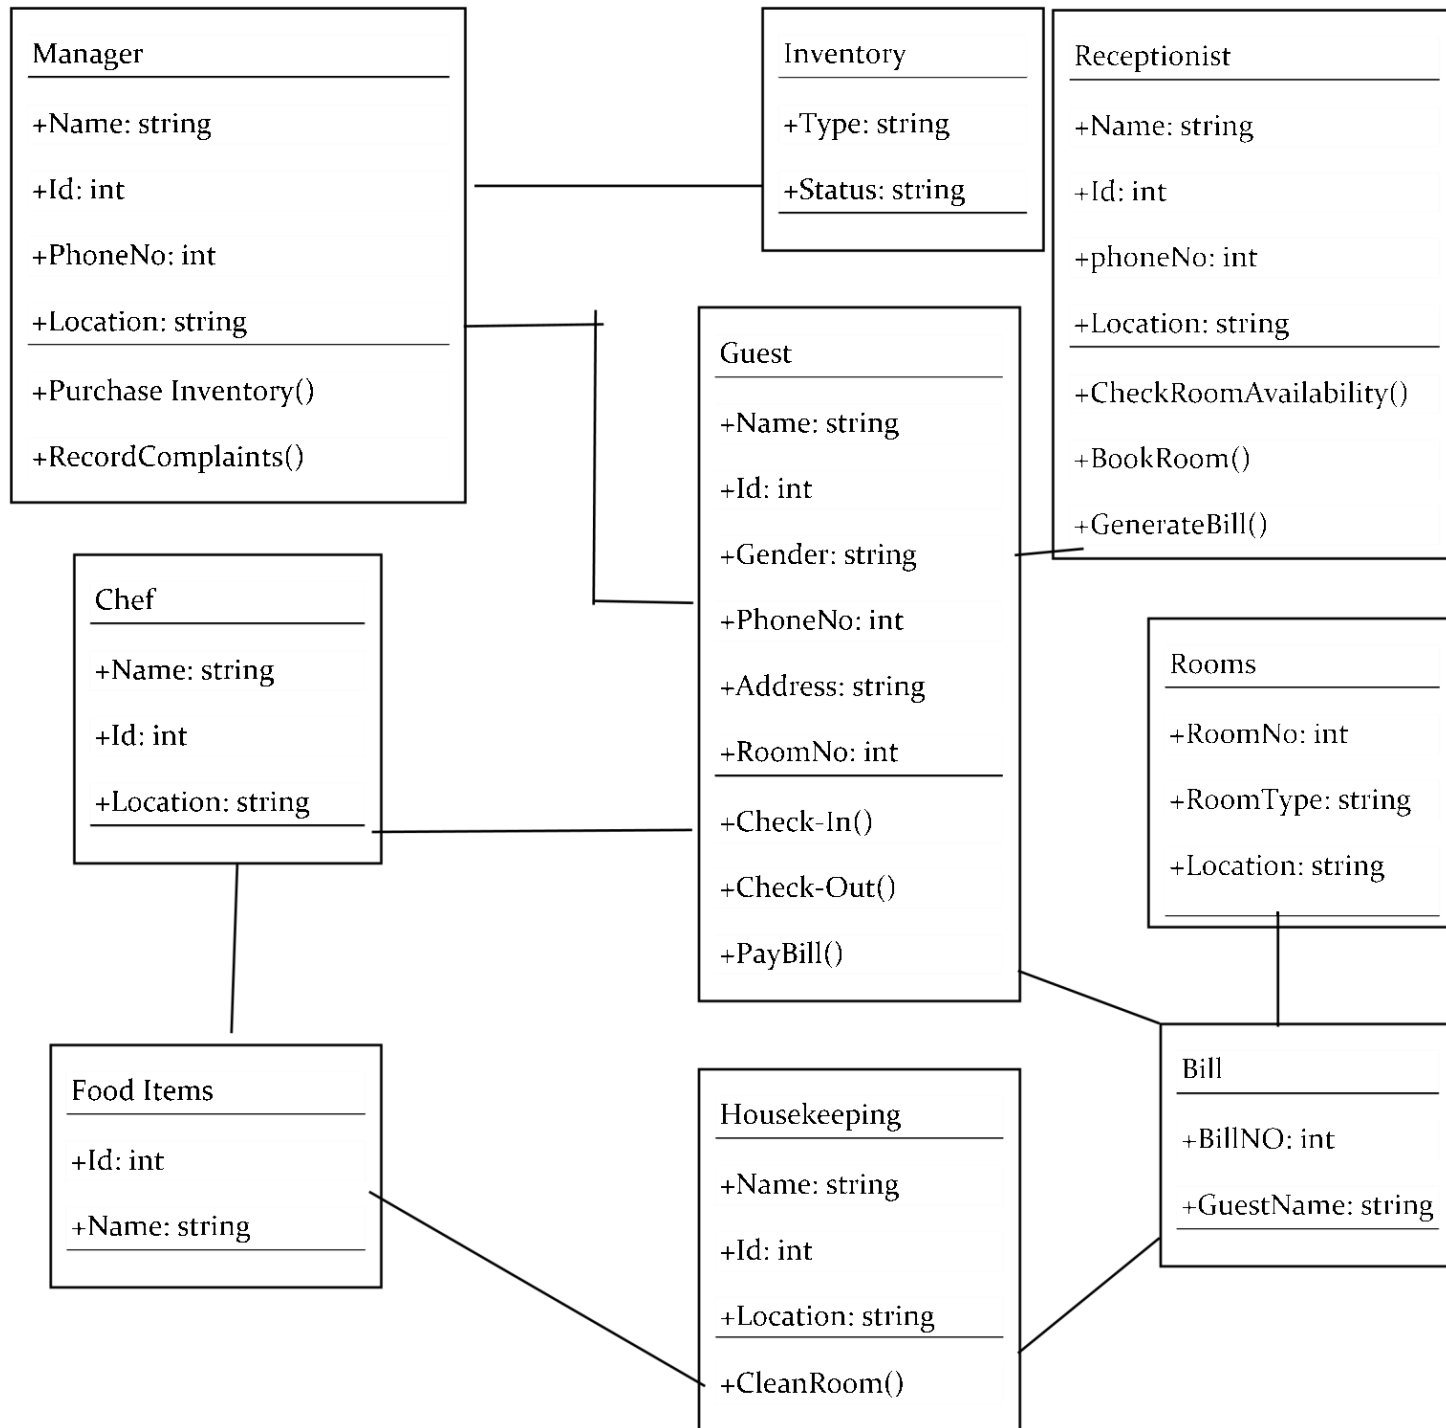 Manager
+Name: string
+Id: int
+PhoneNo: int
+Location: string
+Purchase Inventory()
+RecordComplaints()
Inventory
+Type: string
+Status: string
Receptionist
+Name: string
+Id: int
+phoneNo: int
+Location: string
+CheckRoomAvailability()
+BookRoom()
+GenerateBill()
Guest
+Name: string
+Id: int
+Gender: string
+PhoneNo: int
+Address: string
+RoomNo: int
+Check-In()
+Check-Out()
+PayBill()
Chef
+Name: string
+Id: int
+Location: string
Rooms
+RoomNo: int
+RoomType: string
+Location: string
Food Items
+Id: int
+Name: string
Housekeeping
+Name: string
+Id: int
+Location: string
+CleanRoom()
Bill
+BillNO: int
+GuestName: string